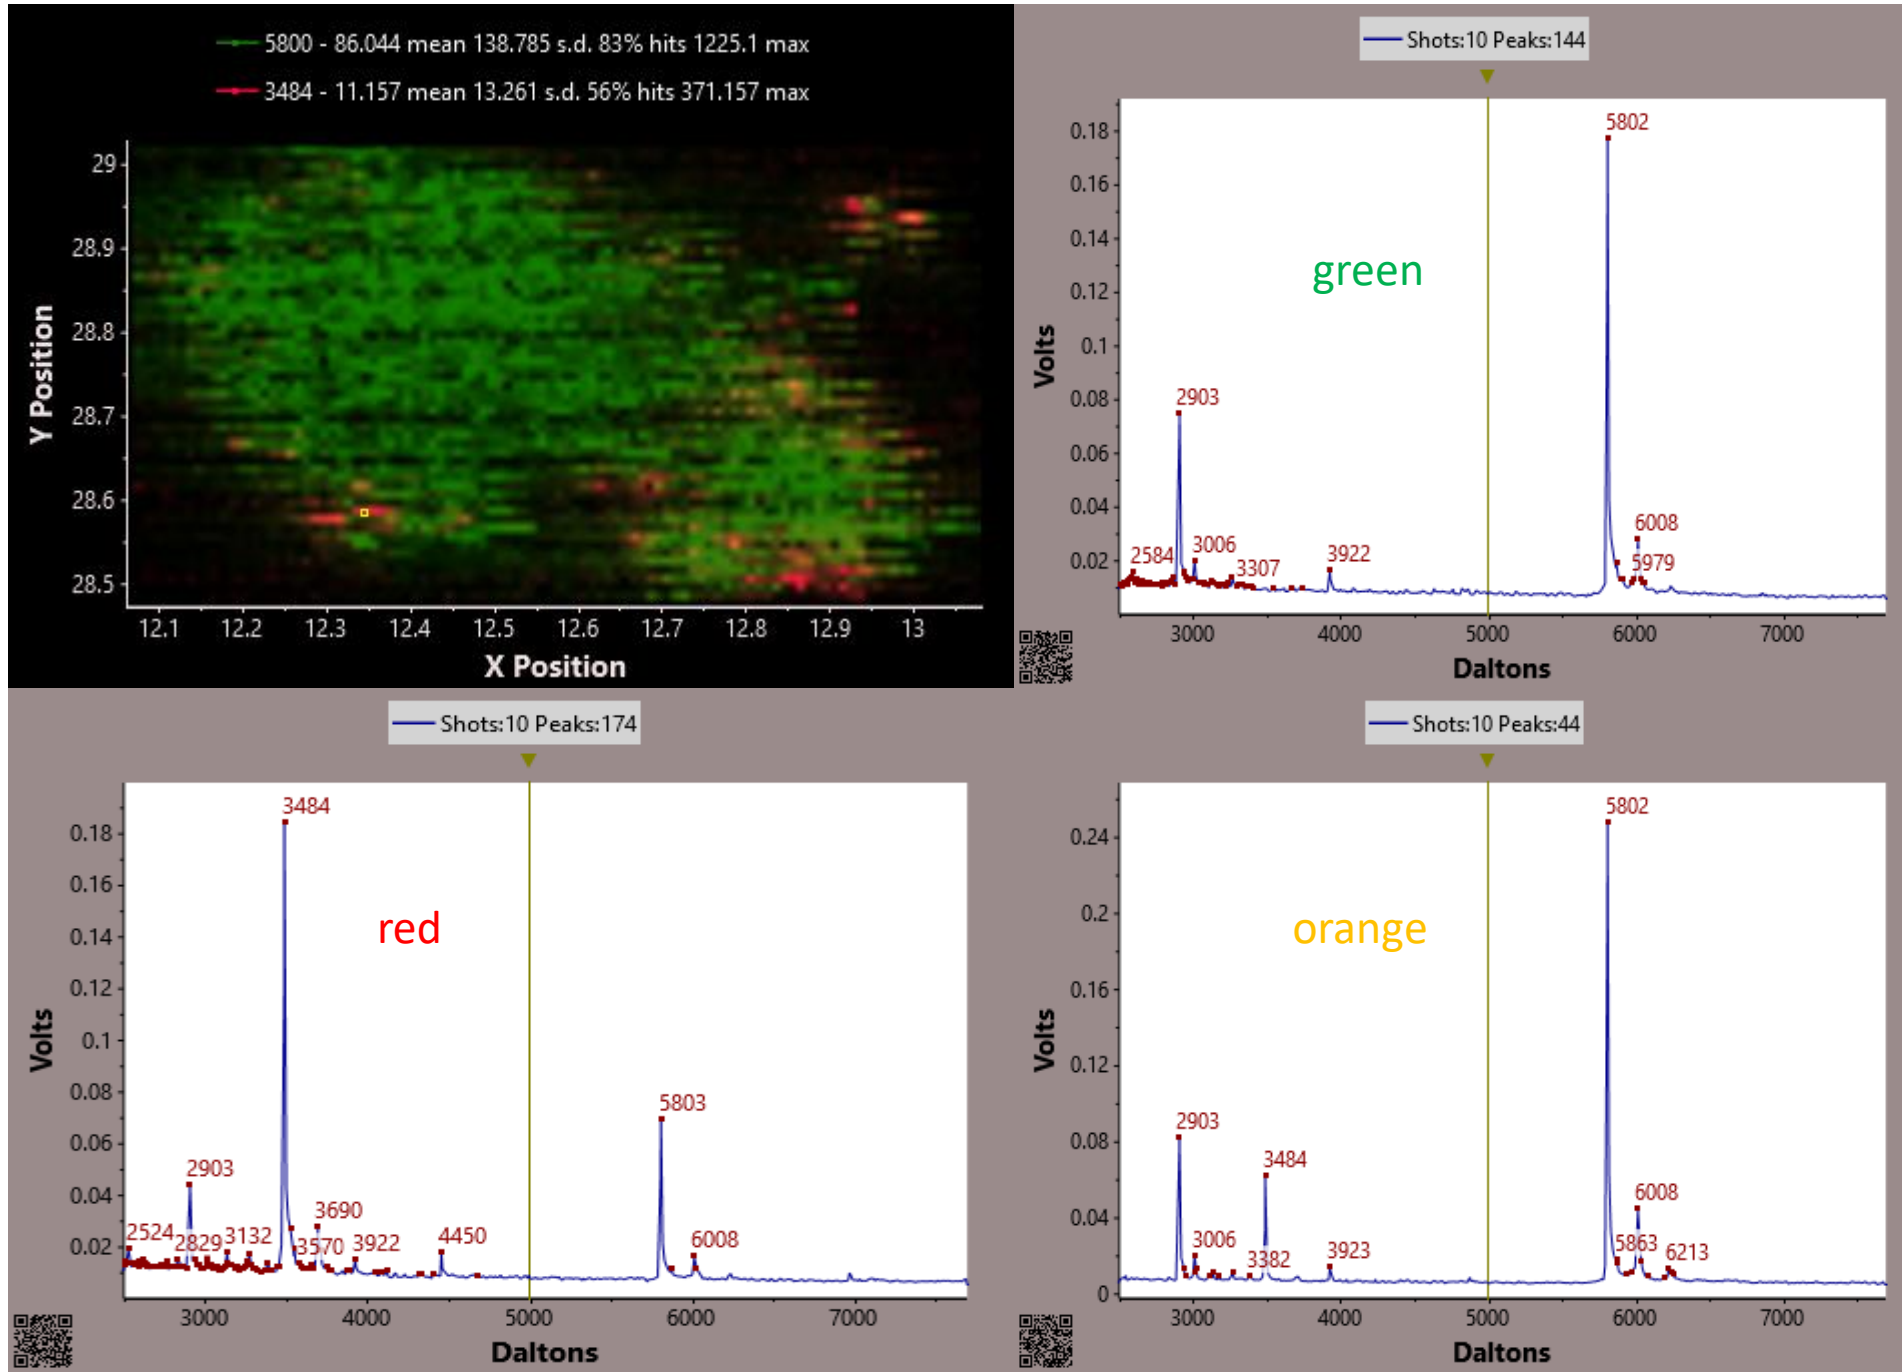 5800 - 86.044 mean 138.785 s.d. 83% hits 1225.1 max
3484 - 11.157 mean 13.261 s.d. 56% hits 371.157 max
Y Position
29
28.9
28.8
28.7
28.6
28.5
12.1 12.2 12.3 12.4 12.5 12.6 12.7 12.8 12.9 13
X Position
Shots:10 Peaks:144
Volts
0.18
0.16
0.14
0.12
0.1
0.08
0.06
0.04
0.02
5802
green
2903
6008
3006
3922
2584
3307
5979
3000 4000 5000 6000 7000
Daltons
Shots:10 Peaks:174
Volts
0.18
0.16
0.14
0.12
0.1
0.08
0.06
0.04
0.02
3484
red
5803
2903
3690
2524
2829
3132
3570
3922
4450
6008
3000 4000 5000 6000 7000
Daltons
Shots:10 Peaks:44
Volts
0.24
0.2
0.16
0.12
0.08
0.04
0
5802
orange
2903
3484
6008
3006
3382
3923
5863
6213
3000 4000 5000 6000 7000
Daltons